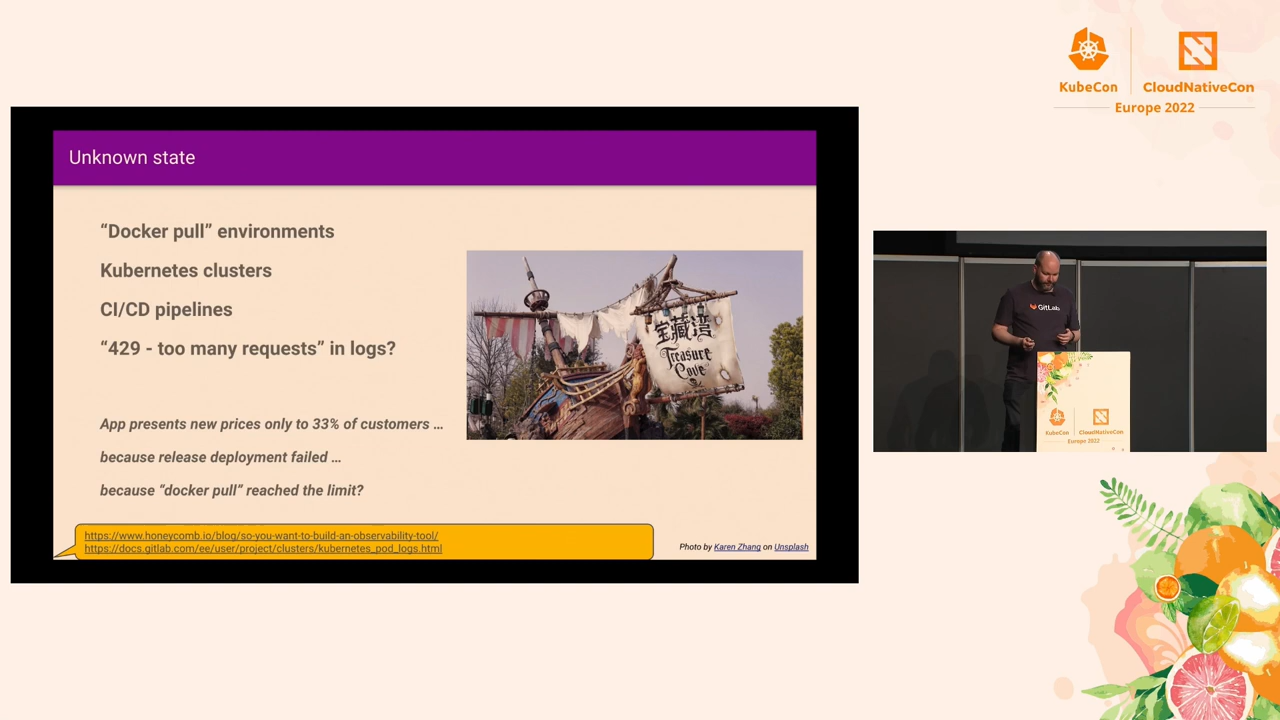 KubeCon
CloudNativeCon
Europe 2022
Unknown state
“Docker pull” environments
Kubernetes clusters
CI/CD pipelines
“429 - too many requests” in logs?
App presents new prices only to 33% of customers …
because release deployment failed …
because “docker pull” reached the limit?
宝藏湾
Treasure
Cove
https://www.honeycomb.io/blog/so-you-want-to-build-an-observability-tool/
https://docs.gitlab.com/ee/user/project/clusters/kubernetes_pod_logs.html
Photo by Karen Zhang on Unsplash
GitLab
KubeCon
CloudNativeCon
Europe 2022